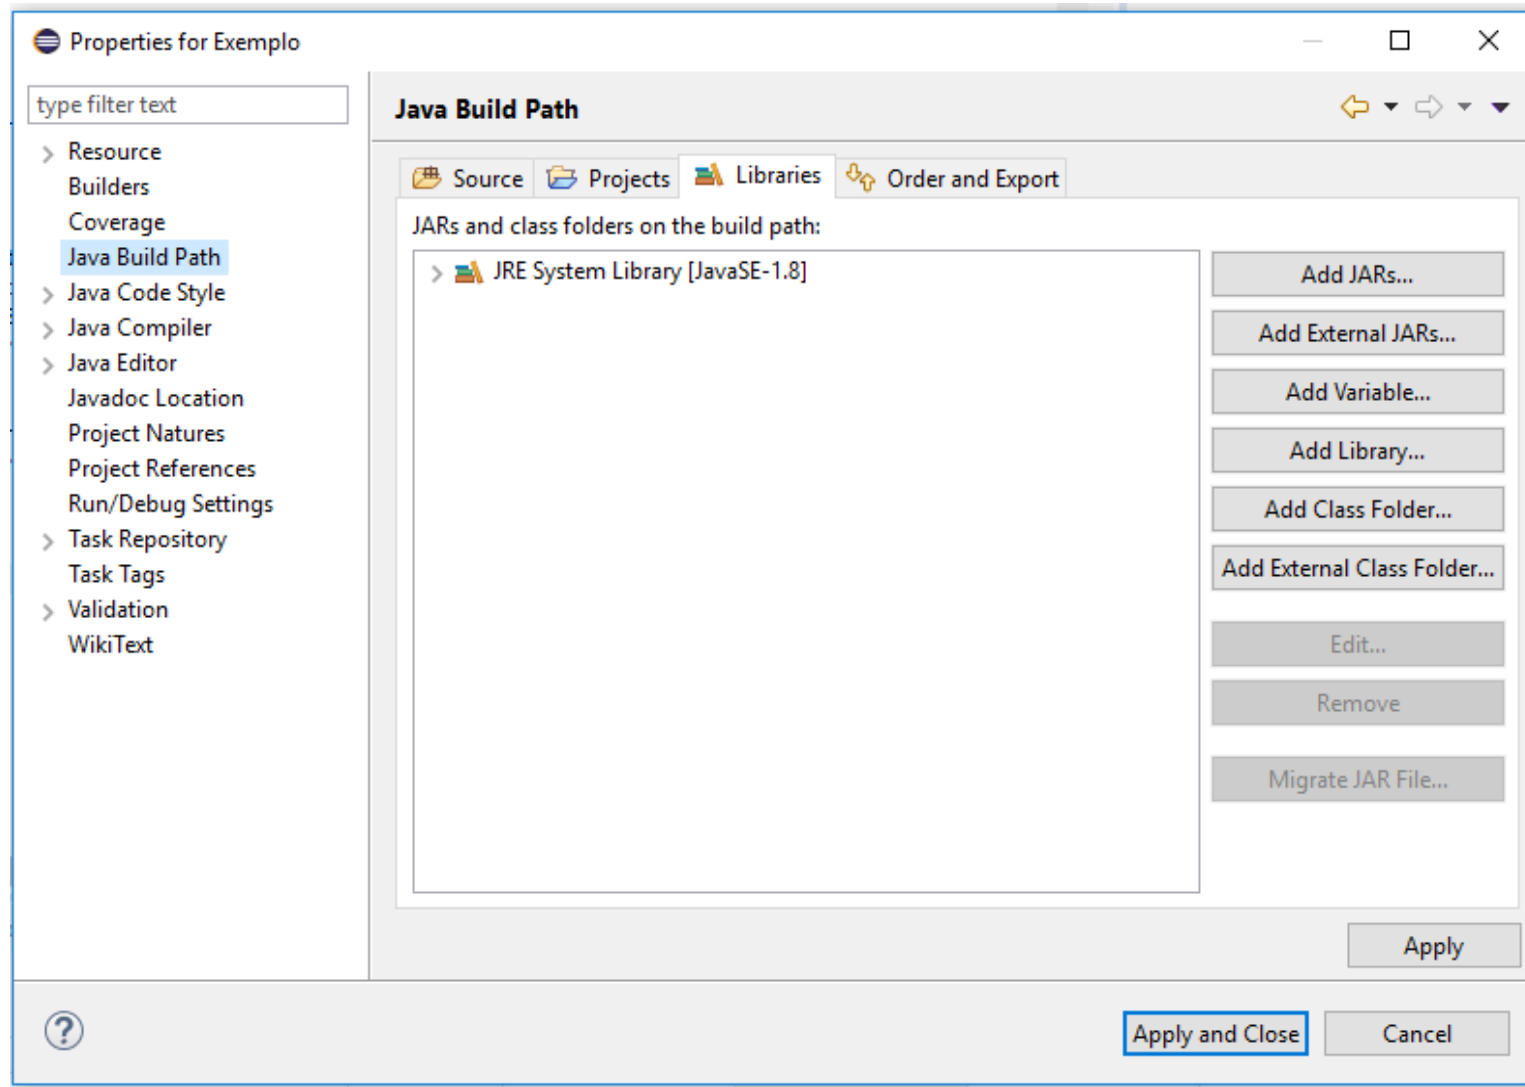 Properties for Exemplo
type filter text
Resource
Builders
Coverage
Java Build Path
Java Code Style
Java Compiler
Java Editor
Javadoc Location
Project Natures
Project References
Run/Debug Settings
Task Repository
Task Tags
Validation
WikiText
Java Build Path
Source Projects Libraries Order and Export
JARs and class folders on the build path:
JRE System Library [JavaSE-1.8]
Add JARs...
Add External JARs...
Add Variable...
Add Library...
Add Class Folder...
Add External Class Folder...
Edit...
Remove
Migrate JAR File...
Apply
Apply and Close Cancel